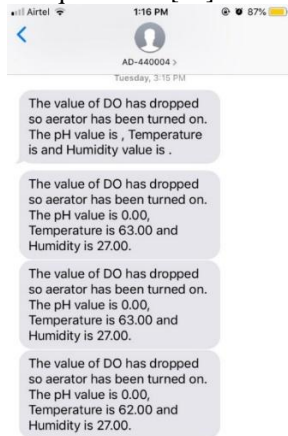 Airtel 1:16 PM 87%
AD-440004 >
Tuesday, 3:15 PM
The value of DO has dropped
so aerator has been turned on.
The pH value is , Temperature
is and Humidity value is .
The value of DO has dropped
so aerator has been turned on.
The pH value is 0.00,
Temperature is 63.00 and
Humidity is 27.00.
The value of DO has dropped
so aerator has been turned on.
The pH value is 0.00,
Temperature is 63.00 and
Humidity is 27.00.
The value of DO has dropped
so aerator has been turned on.
The pH value is 0.00,
Temperature is 62.00 and
Humidity is 27.00.